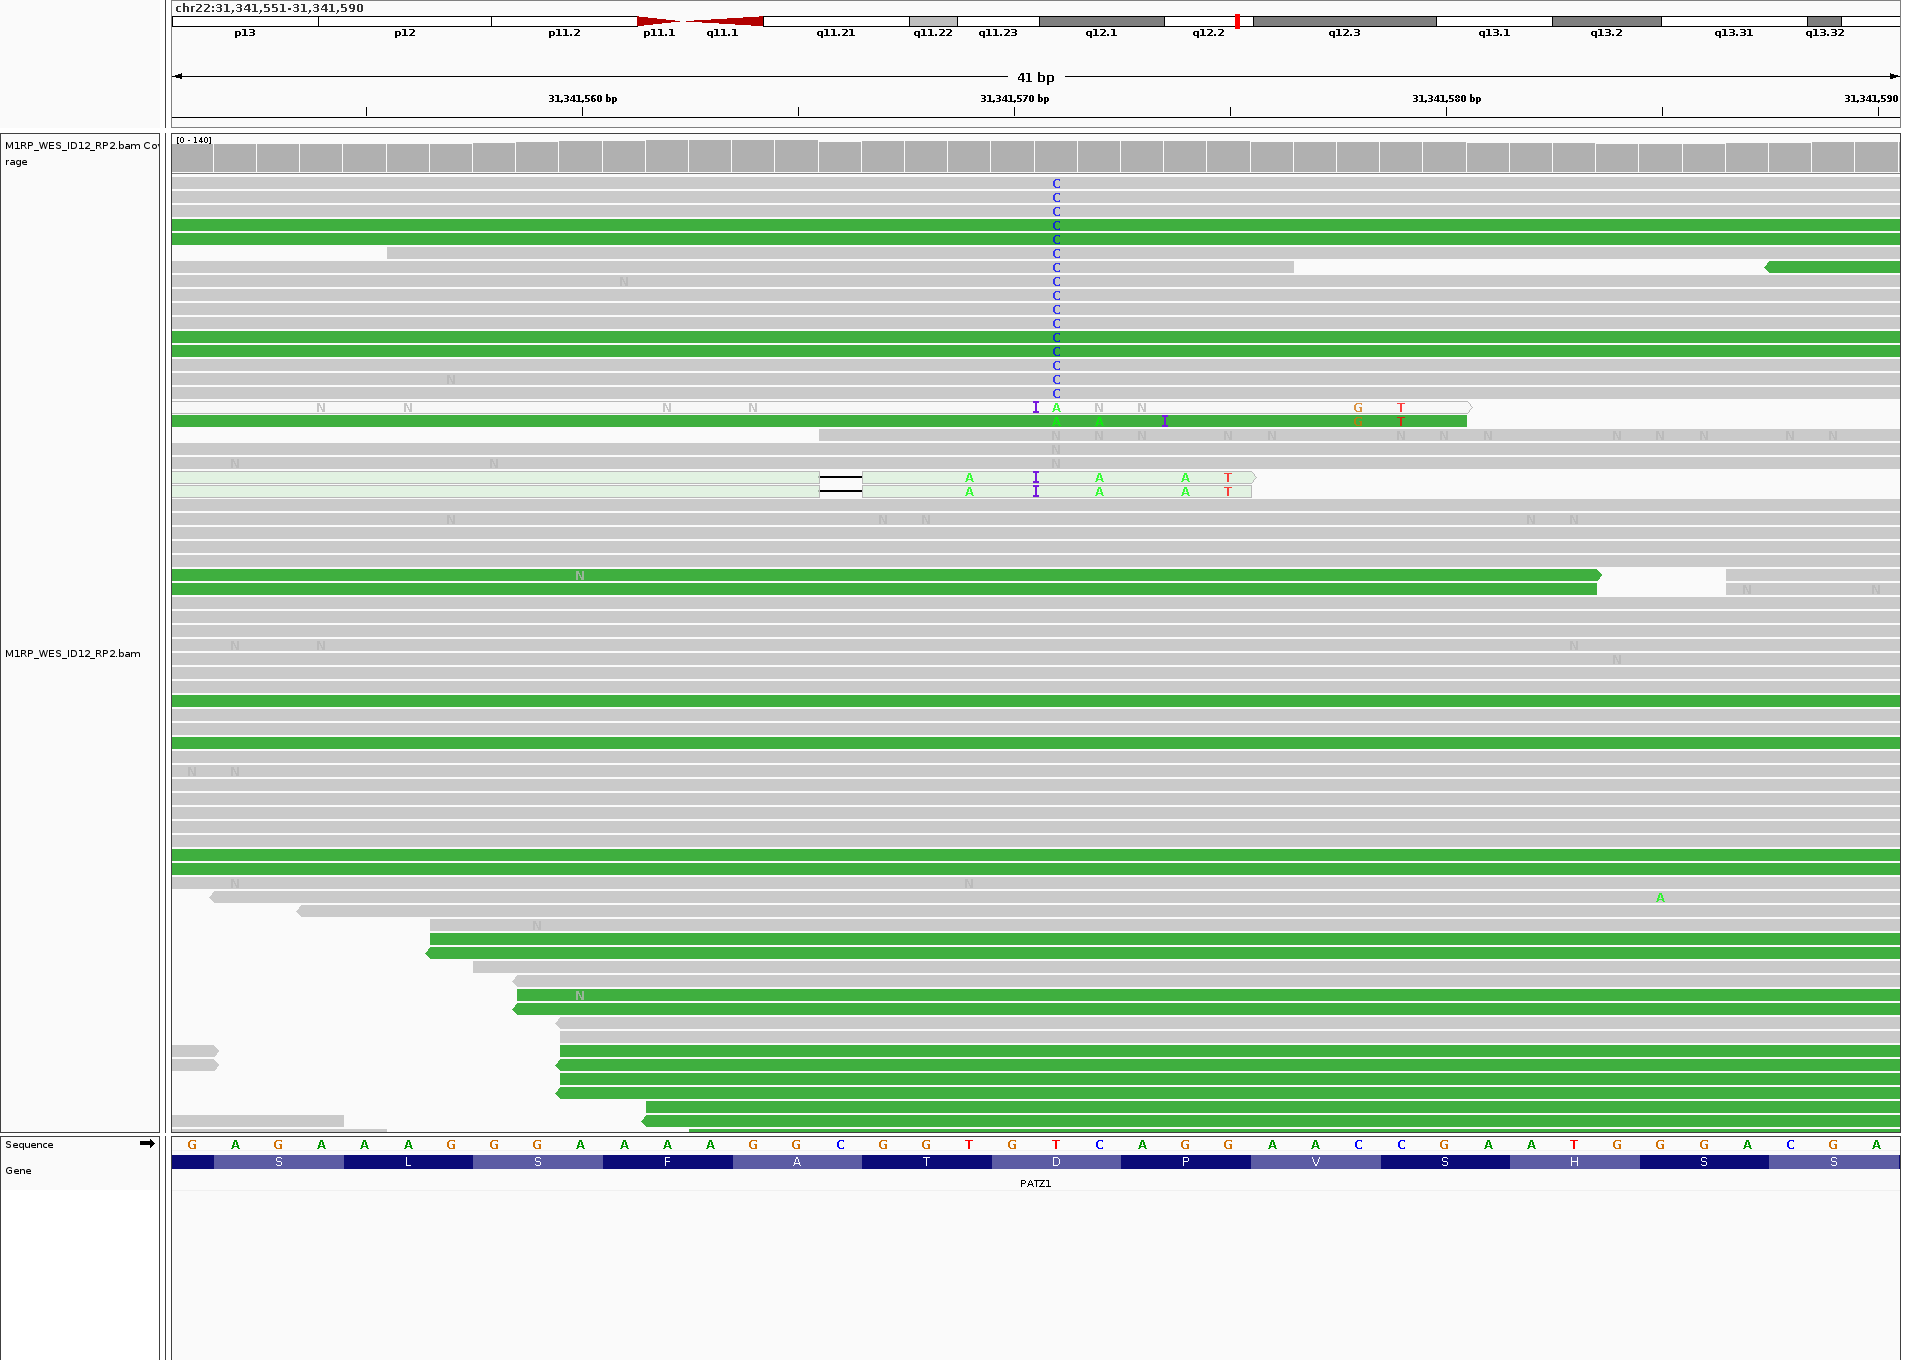 chr22:31,341,551-31,341,590
p13 p12 p11.2 p11.1 q11.1 q11.21 q11.22 q11.23 q12.1 q12.2 q12.3 q13.1 q13.2 q13.31 q13.32
41 bp
31,341,560 bp 31,341,570 bp 31,341,580 bp 31,341,590
[0 - 140]
M1RP_WES_ID12_RP2.bam Co
rage
C
C
C
C
C
C
C
N C
C
C
C
C
C
C
N C
C
N N N N I A N N G T
A A I G T
N N N N N N N N N N N N N
N
N N N
A I A A T
A I A A T
N N N N N
N
N N
N N N
M1RP_WES_ID12_RP2.bam
N
N N
N N
A
N
N
Sequence G A G A A A G G G A A A A G G C G G T G T C A G G A A C C G A A T G G G A C G A
Gene S L S F A T D P V S H S S
PATZ1